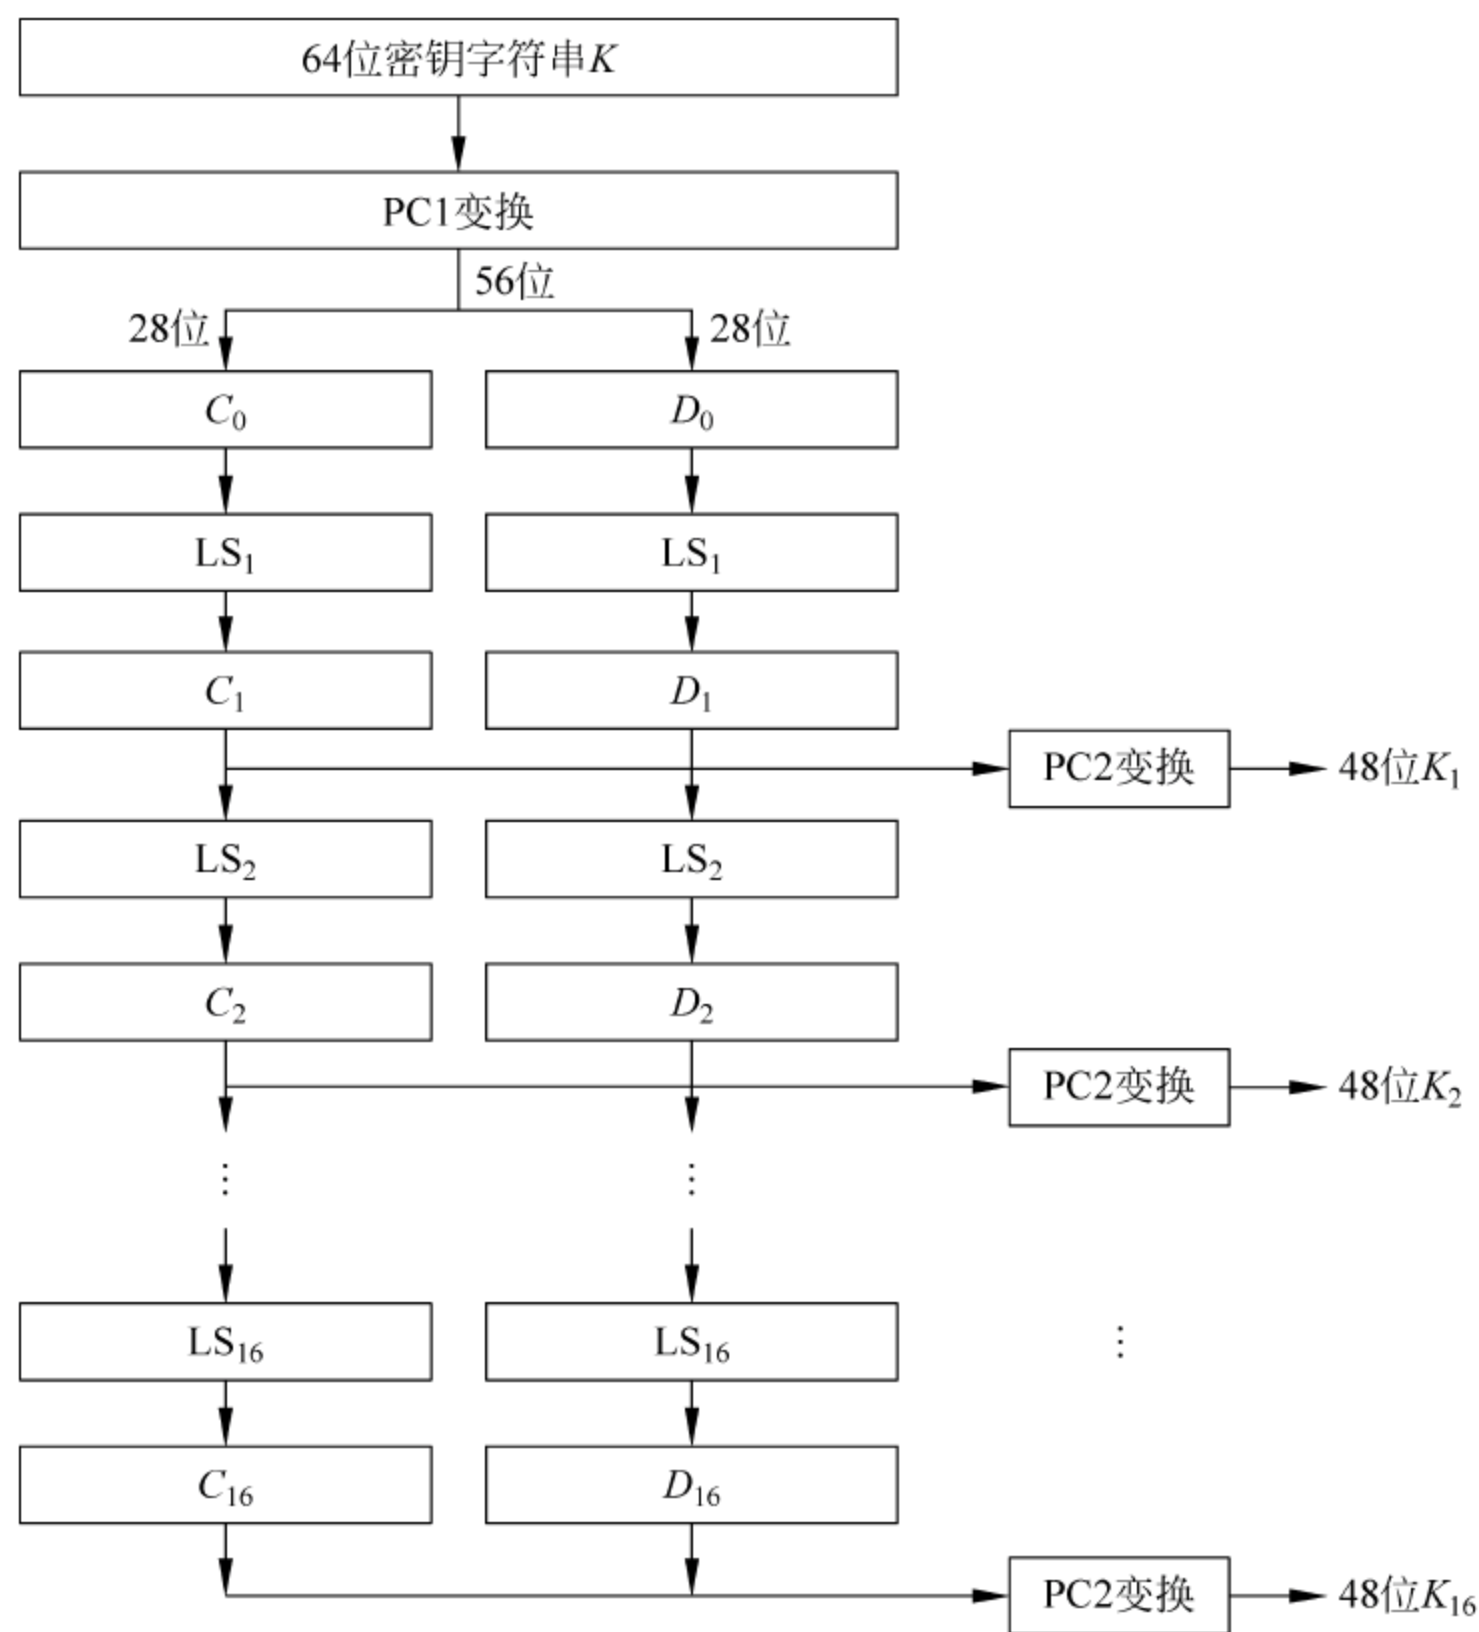 64位密钥字符串K
PC1变换
56位
28位 28位
C₀ D₀
LS₁ LS₁
C₁ D₁
PC2变换 48位K₁
LS₂ LS₂
C₂ D₂
PC2变换 48位K₂
⋮ ⋮
LS₁₆ LS₁₆ ⋮
C₁₆ D₁₆
PC2变换 48位K₁₆